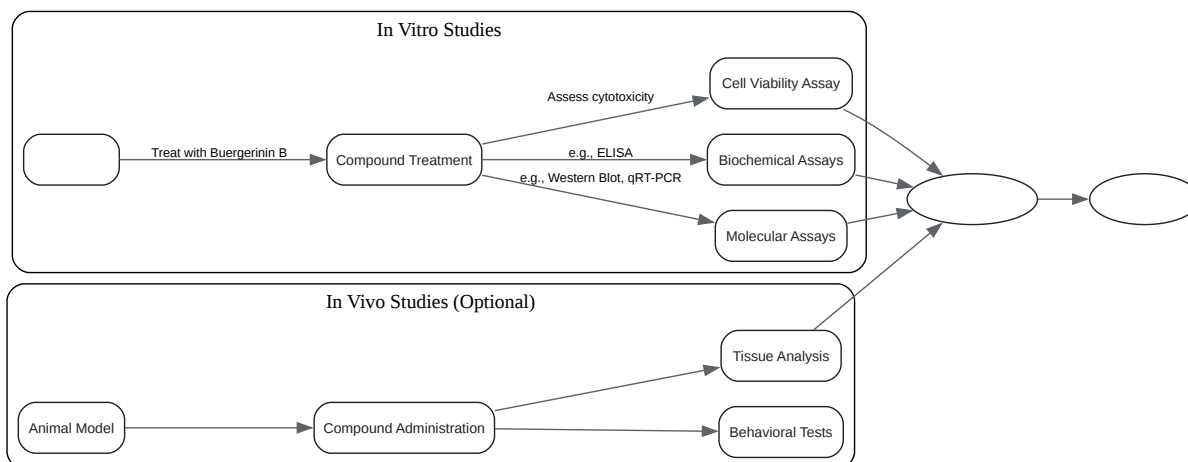 In Vitro Studies
Cell Viability Assay
Assess cytotoxicity
Treat with Buergerinin B
Compound Treatment
e.g., ELISA
Biochemical Assays
e.g., Western Blot, qRT-PCR
Molecular Assays
In Vivo Studies (Optional)
Tissue Analysis
Animal Model
Compound Administration
Behavioral Tests